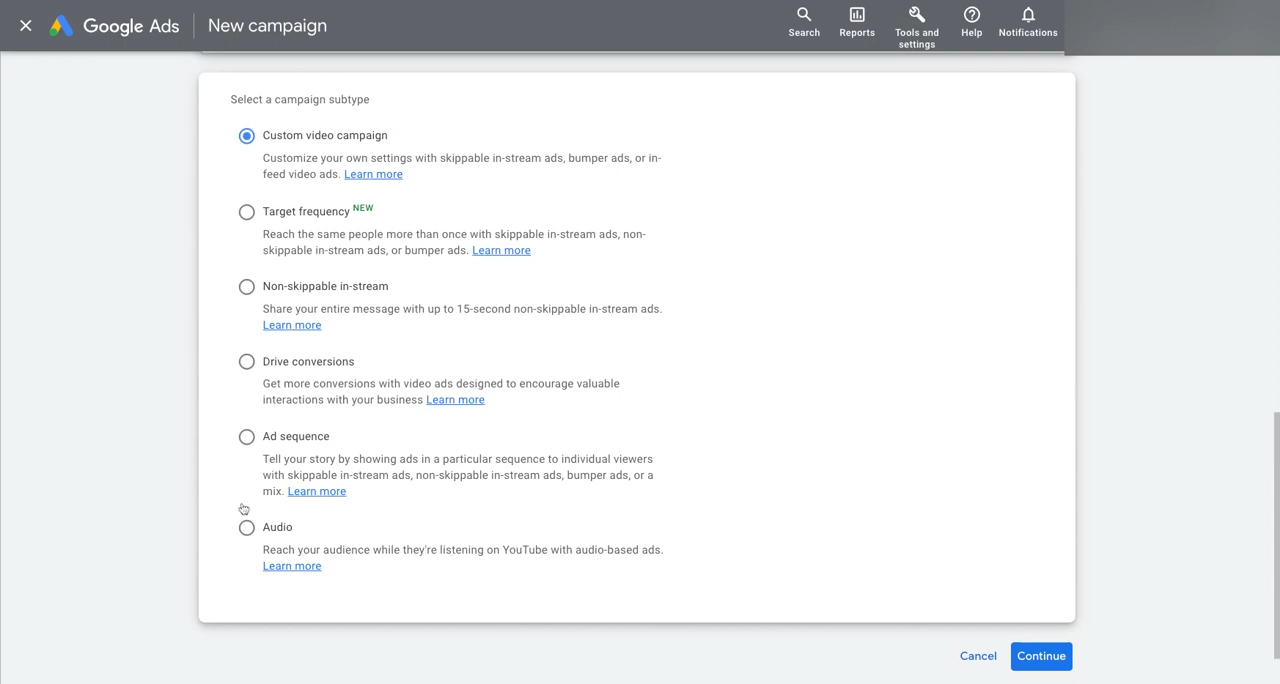 Google Ads
New campaign
Search
Reports
Tools and
settings
Help
Notifications
Select a campaign subtype
Custom video campaign
Customize your own settings with skippable in-stream ads, bumper ads, or in-
feed video ads. Learn more
Target frequency NEW
Reach the same people more than once with skippable in-stream ads, non-
skippable in-stream ads, or bumper ads. Learn more
Non-skippable in-stream
Share your entire message with up to 15-second non-skippable in-stream ads.
Learn more
Drive conversions
Get more conversions with video ads designed to encourage valuable
interactions with your business Learn more
Ad sequence
Tell your story by showing ads in a particular sequence to individual viewers
with skippable in-stream ads, non-skippable in-stream ads, bumper ads, or a
mix. Learn more
Audio
Reach your audience while they're listening on YouTube with audio-based ads.
Learn more
Cancel
Continue